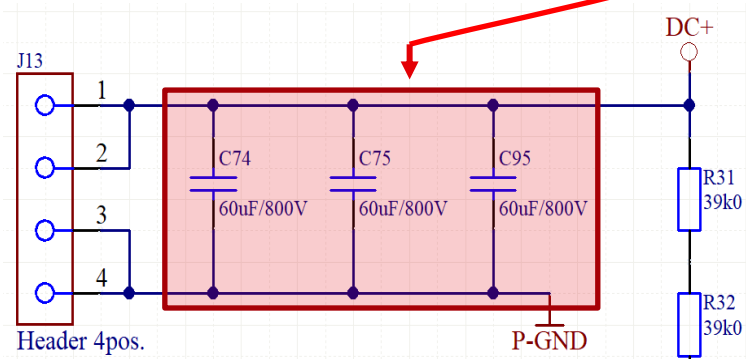 DC+
J13
1
2
3
4
C74
60uF/800V
C75
60uF/800V
C95
60uF/800V
R31
39k0
R32
39k0
Header 4pos.
P-GND